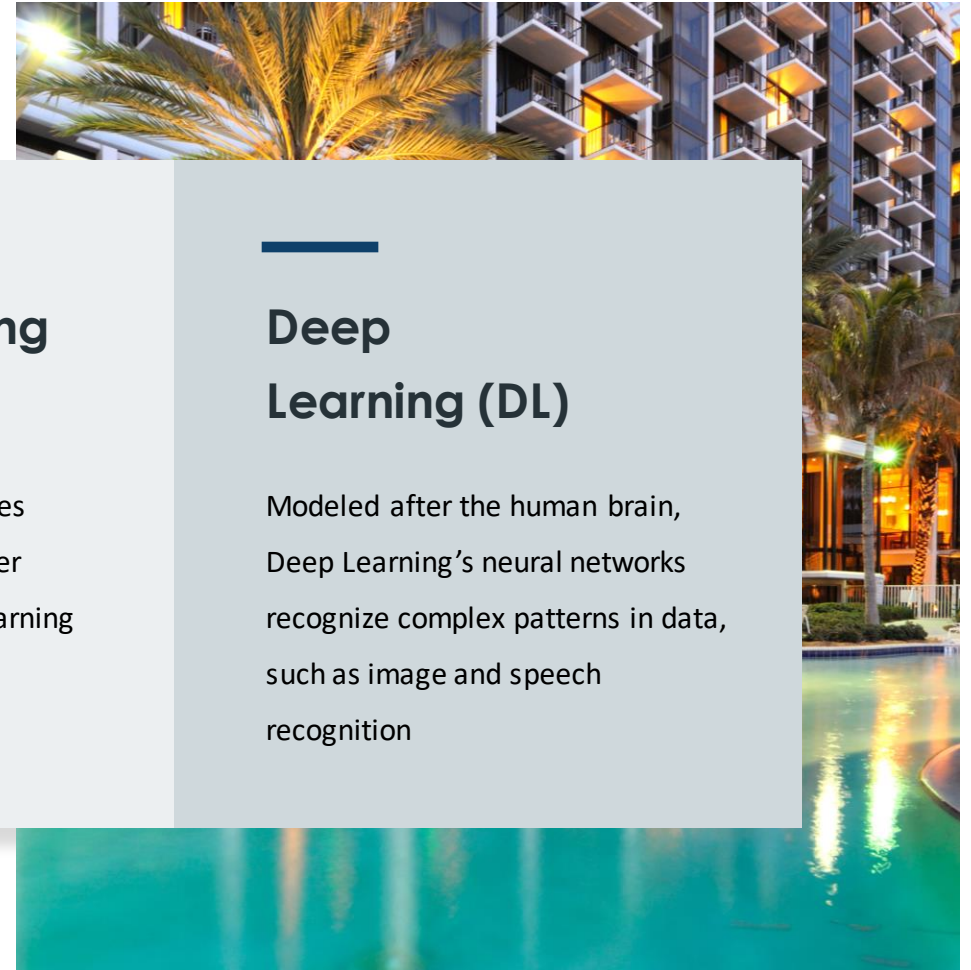 ng
es
er
arning
Deep
Learning (DL)
Modeled after the human brain,
Deep Learning’s neural networks
recognize complex patterns in data,
such as image and speech
recognition